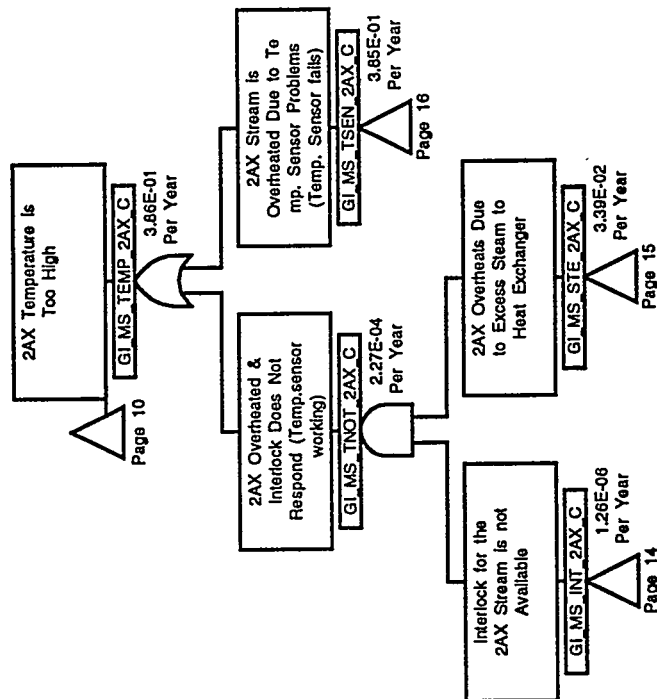 2AX Temperature Is
Too High
GI_MS_TEMP_2AX_C
3.86E-01
Per Year
Page 10
2AX Overheated &
Interlock Does Not
Respond (Temp.sensor
working)
GI_MS_TNOT_2AX_C
2.27E-04
Per Year
2AX Stream is
Overheated Due to Te
mp. Sensor Problems
(Temp. Sensor fails)
GI_MS_TSEN_2AX_C
3.85E-01
Per Year
Page 16
Interlock for the
2AX Stream is not
Available
GI_MS_INT_2AX_C
1.26E-06
Per Year
Page 14
2AX Overheats Due
to Excess Steam to
Heat Exchanger
GI_MS_STE_2AX_C
3.39E-02
Per Year
Page 15